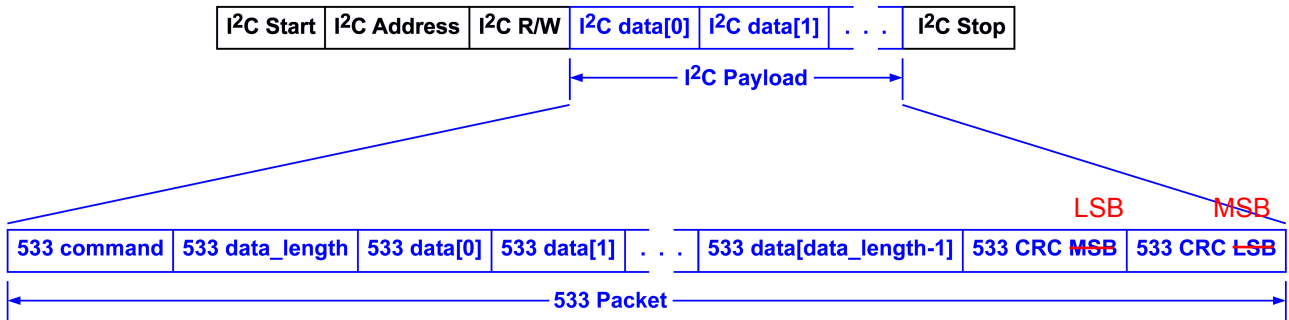 I²C Start I²C Address I²C R/W I²C data[0] I²C data[1] . . . I²C Stop
I²C Payload
LSB MSB
533 command 533 data_length 533 data[0] 533 data[1] . . . 533 data[data_length-1] 533 CRC MSB 533 CRC LSB
533 Packet